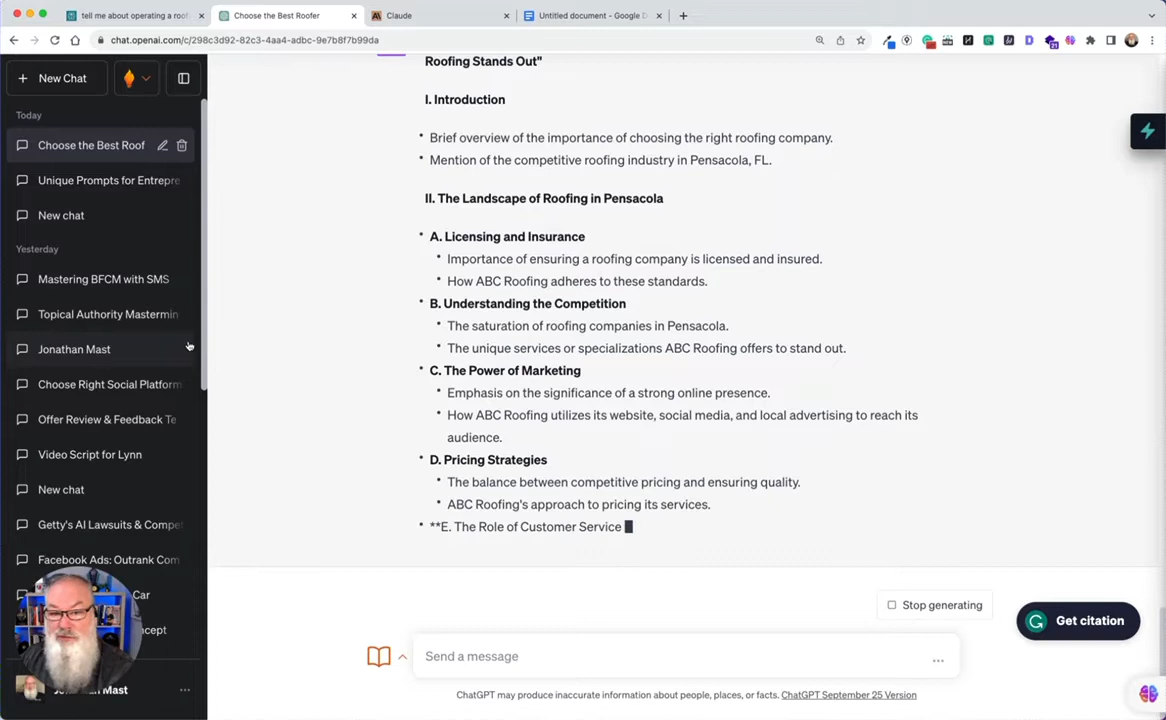 tell me about operating a roof
Choose the Best Roofer
Claude
Untitled document - Google D
chat.openai.com/c/298c3d92-82c3-4aa4-adbc-9e7b8f7b99da
New Chat
Today
Choose the Best Roof
Unique Prompts for Entrepre
New chat
Yesterday
Mastering BFCM with SMS
Topical Authority Mastermin
Jonathan Mast
Choose Right Social Platform
Offer Review & Feedback Te
Video Script for Lynn
New chat
Getty's AI Lawsuits & Compet
Facebook Ads: Outrank Com
Car
Mast
Roofing Stands Out"
I. Introduction
• Brief overview of the importance of choosing the right roofing company.
• Mention of the competitive roofing industry in Pensacola, FL.
II. The Landscape of Roofing in Pensacola
• A. Licensing and Insurance
• Importance of ensuring a roofing company is licensed and insured.
• How ABC Roofing adheres to these standards.
• B. Understanding the Competition
• The saturation of roofing companies in Pensacola.
• The unique services or specializations ABC Roofing offers to stand out.
• C. The Power of Marketing
• Emphasis on the significance of a strong online presence.
• How ABC Roofing utilizes its website, social media, and local advertising to reach its
audience.
• D. Pricing Strategies
• The balance between competitive pricing and ensuring quality.
• ABC Roofing's approach to pricing its services.
• **E. The Role of Customer Service
Stop generating
Get citation
Send a message
ChatGPT may produce inaccurate information about people, places, or facts. ChatGPT September 25 Version